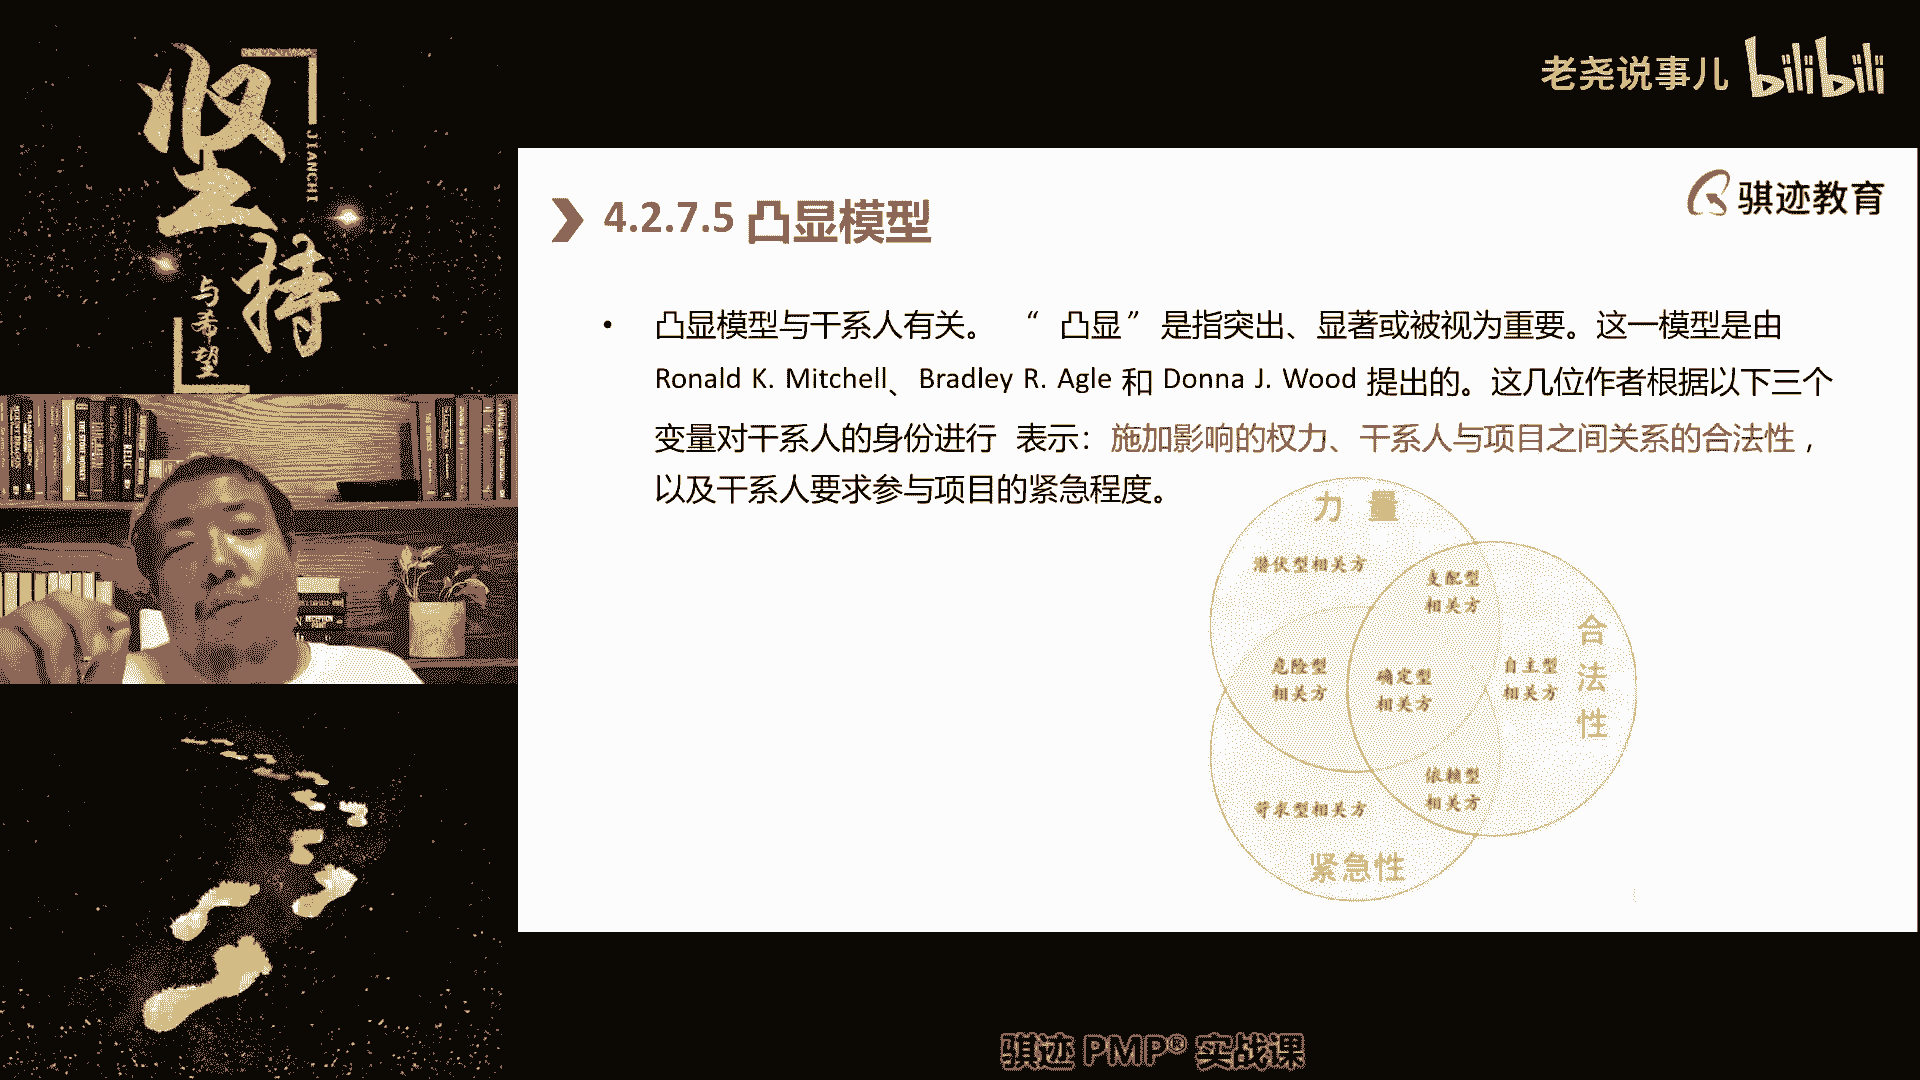 坚持
JIANCHI
与希望
老尧说事儿 bilibili
骐迹教育
4.2.7.5 凸显模型
• 凸显模型与干系人有关。 “ 凸显” 是指突出、显著或被视为重要。这一模型是由
Ronald K. Mitchell、Bradley R. Agle 和 Donna J. Wood 提出的。这几位作者根据以下三个
变量对干系人的身份进行 表示：施加影响的权力、干系人与项目之间关系的合法性，
以及干系人要求参与项目的紧急程度。
力 量
潜伏型相关方
支配型
相关方
合法性
危险型
相关方
确定型
相关方
自主型
相关方
依赖型
相关方
苛求型相关方
紧急性
骐迹 PMP® 实战课